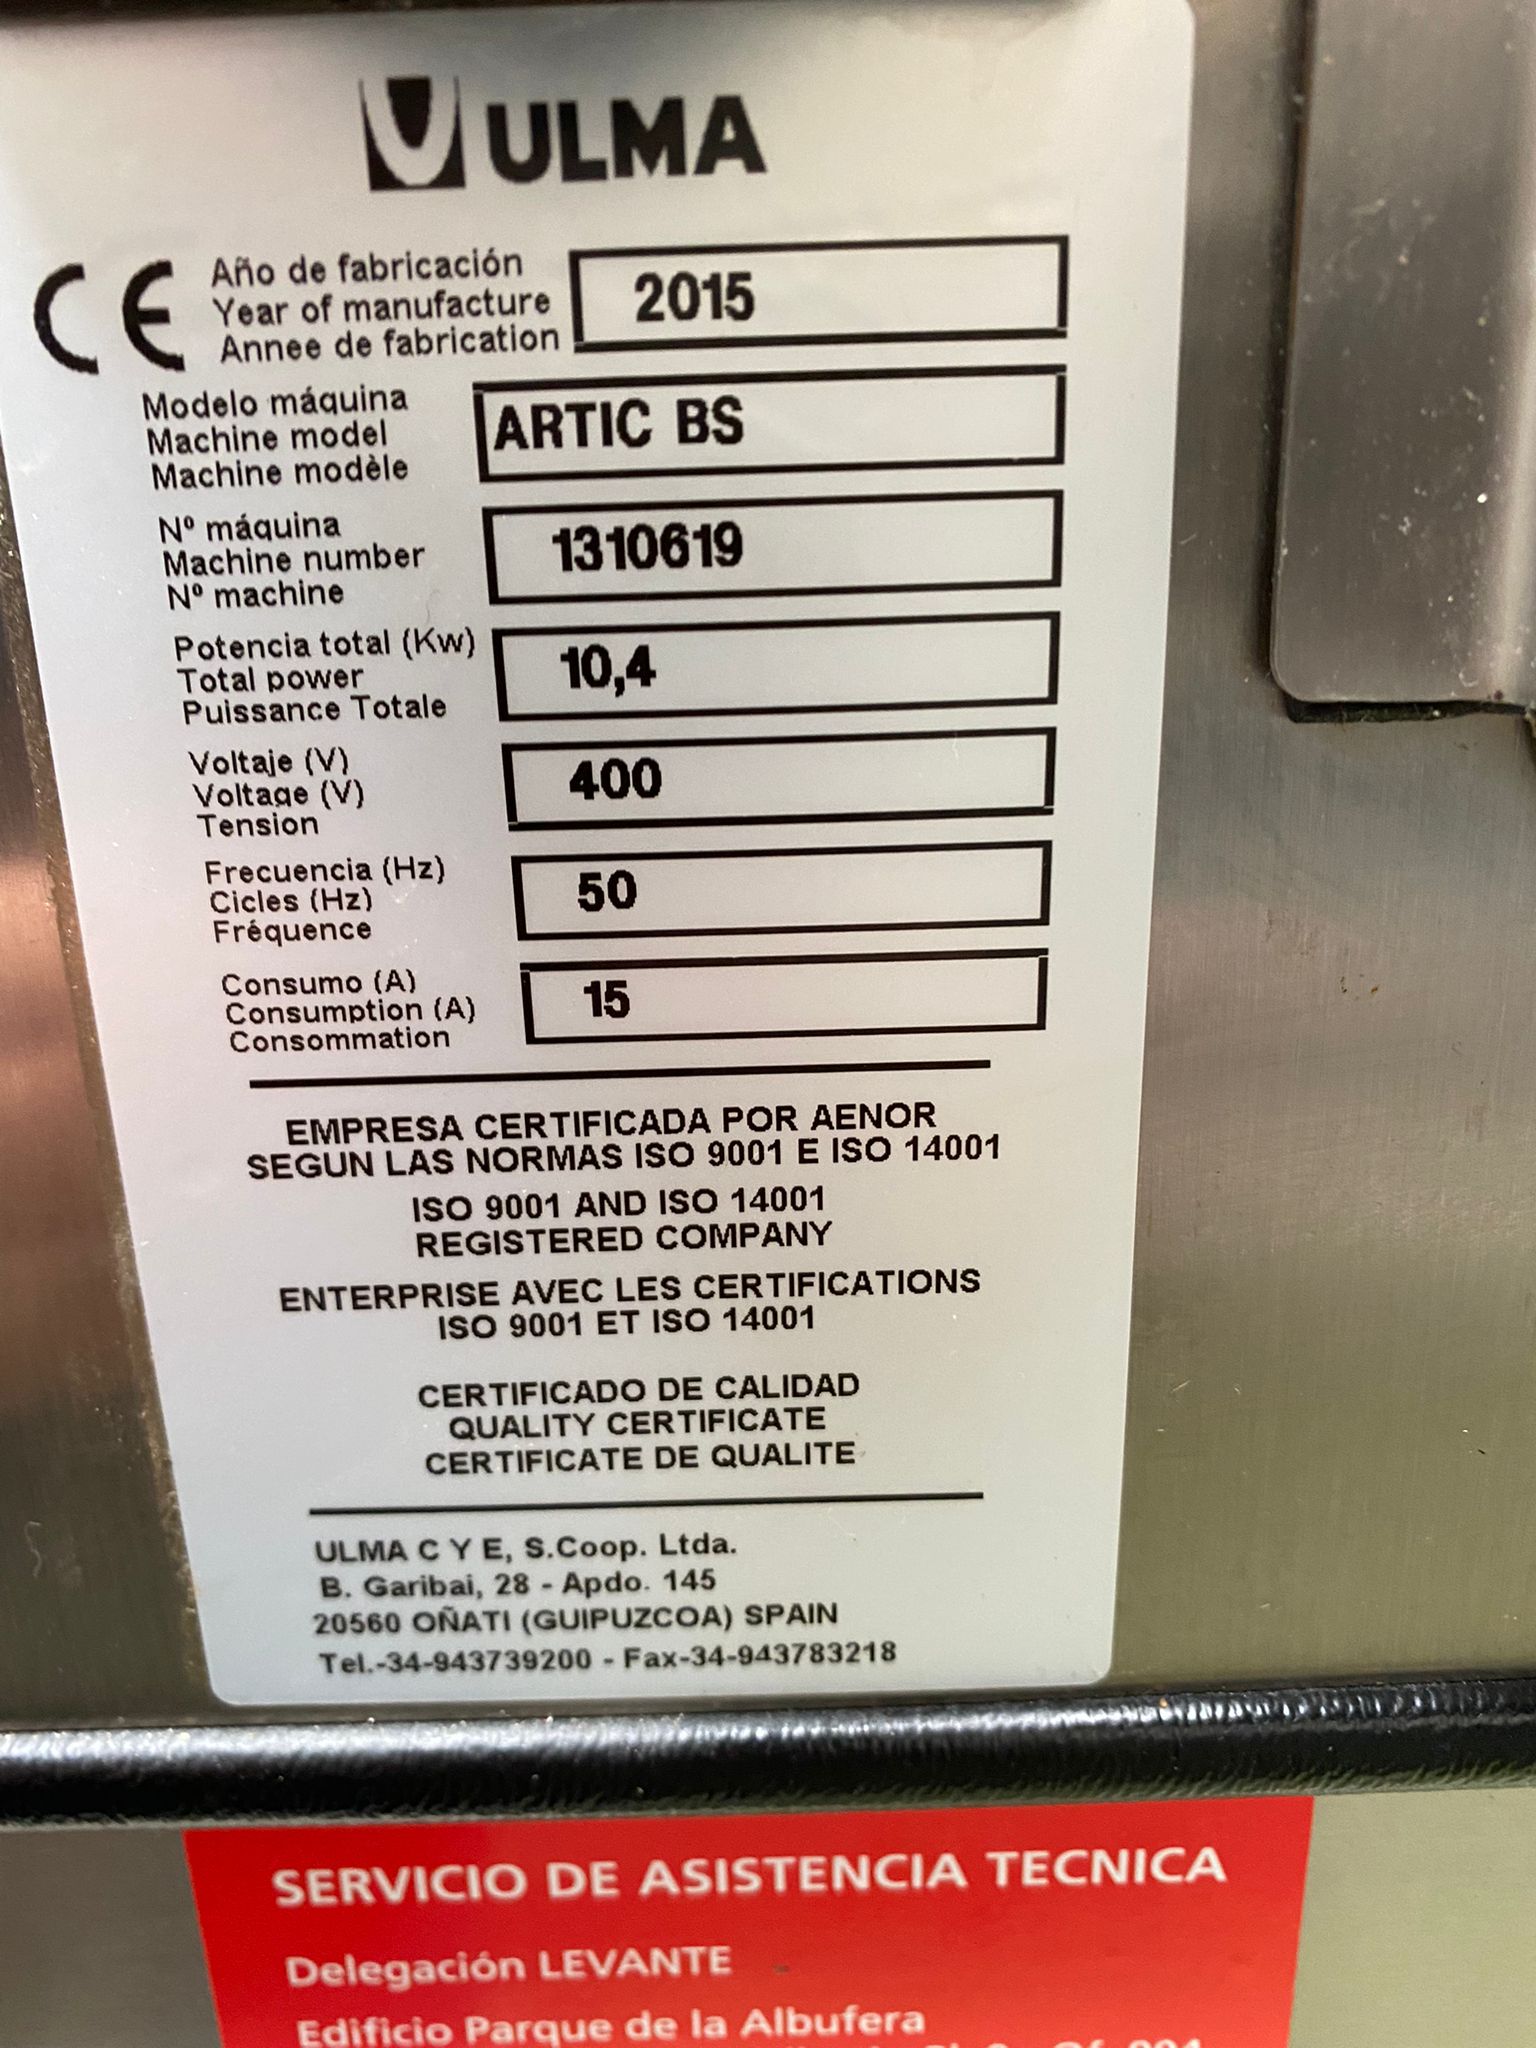 ULMA
CE
Año de fabricación
Year of manufacture
Annee de fabrication
2015
Modelo máquina
Machine model
Machine modèle
ARTIC BS
Nº máquina
Machine number
Nº machine
1310619
Potencia total (Kw)
Total power
Puissance Totale
10,4
Voltaje (V)
Voltage (V)
Tension
400
Frecuencia (Hz)
Cicles (Hz)
Fréquence
50
Consumo (A)
Consumption (A)
Consommation
15
EMPRESA CERTIFICADA POR AENOR
SEGUN LAS NORMAS ISO 9001 E ISO 14001
ISO 9001 AND ISO 14001
REGISTERED COMPANY
ENTERPRISE AVEC LES CERTIFICATIONS
ISO 9001 ET ISO 14001
CERTIFICADO DE CALIDAD
QUALITY CERTIFICATE
CERTIFICATE DE QUALITE
ULMA C Y E, S.Coop. Ltda.
B. Garibai, 28 - Apdo. 145
20560 OÑATI (GUIPUZCOA) SPAIN
Tel.-34-943739200 - Fax-34-943783218
SERVICIO DE ASISTENCIA TECNICA
Delegación LEVANTE
Edificio Parque de la Albufera